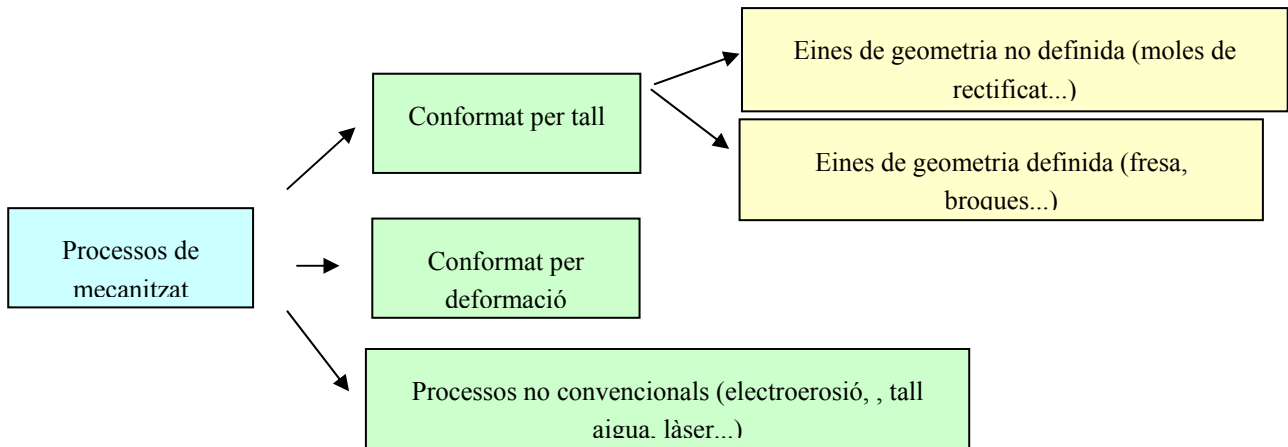 Eines de geometria no definida (moles de
rectificat...)
Conformat per tall
Eines de geometria definida (fresa,
broques...)
Processos de
mecanitzat
Conformat per
deformació
Processos no convencionals (electroerosió, , tall
aigua, làser...)